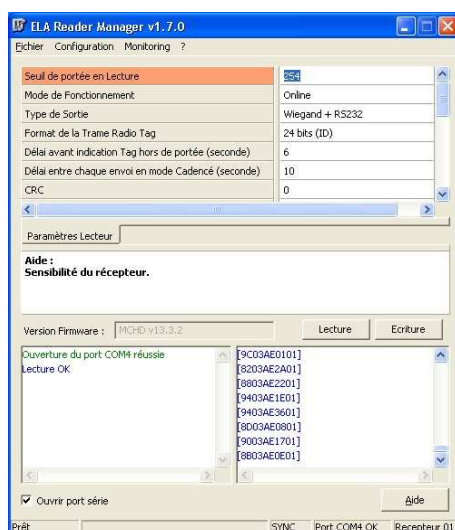 ELA Reader Manager v1.7.0
Fichier Configuration Monitoring ?
Seuil de portée en Lecture 254
Mode de Fonctionnement Online
Type de Sortie Wiegand + RS232
Format de la Trame Radio Tag 24 bits (ID)
Délai avant indication Tag hors de portée (seconde) 6
Délai entre chaque envoi en mode Cadencé (seconde) 10
CRC 0
Paramètres Lecteur
Aide :
Sensibilité du récepteur.
Version Firmware : MCHD v13.3.2 Lecture Ecriture
Ouverture du port COM4 réussie
Lecture OK
[9C03AE0101]
[8203AE2A01]
[8803AE2201]
[9403AE1E01]
[9403AE3601]
[8D03AE0801]
[9003AE1701]
[8B03AE0E01]
Ouvrir port série Aide
Prêt SYNC Port COM4 OK Recepteur 01